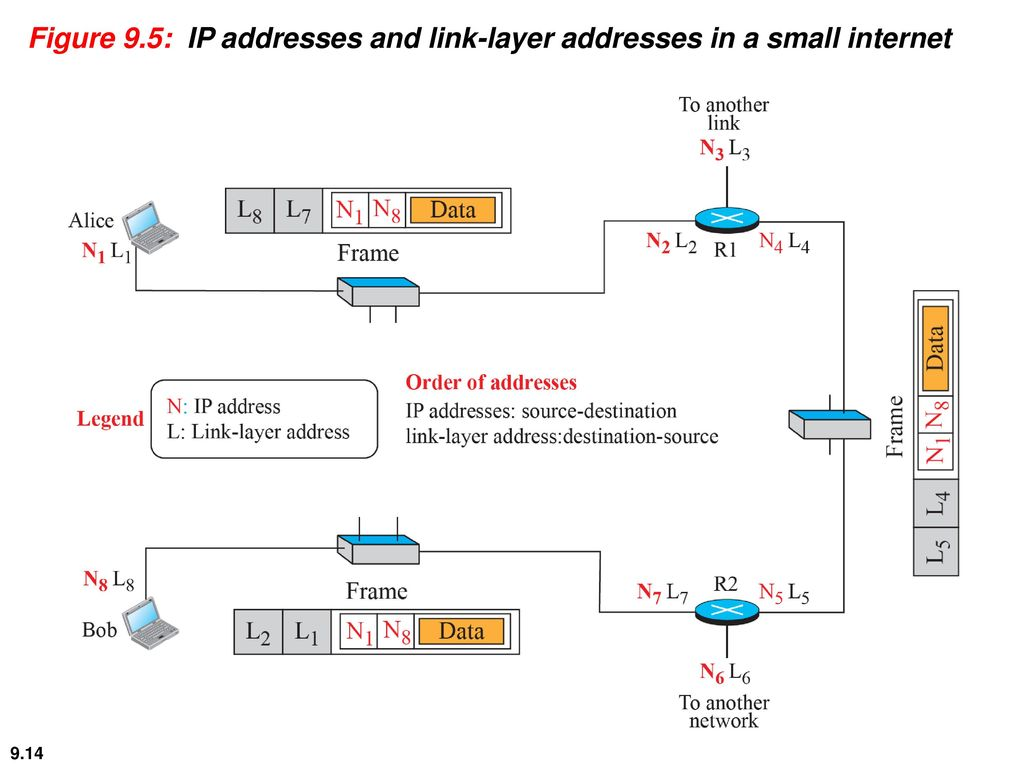 Figure 9.5: IP addresses and link-layer addresses in a small internet
To another
link
N3 L3
L8 L7 N1 N8 Data
Frame
Alice
N1 L1
N2 L2 R1 N4 L4
Legend
N: IP address
L: Link-layer address
Order of addresses
IP addresses: source-destination
link-layer address:destination-source
Frame
L5 L4 N1 N8 Data
N8 L8
Bob
Frame
L2 L1 N1 N8 Data
N7 L7 R2 N5 L5
N6 L6
To another
network
9.14